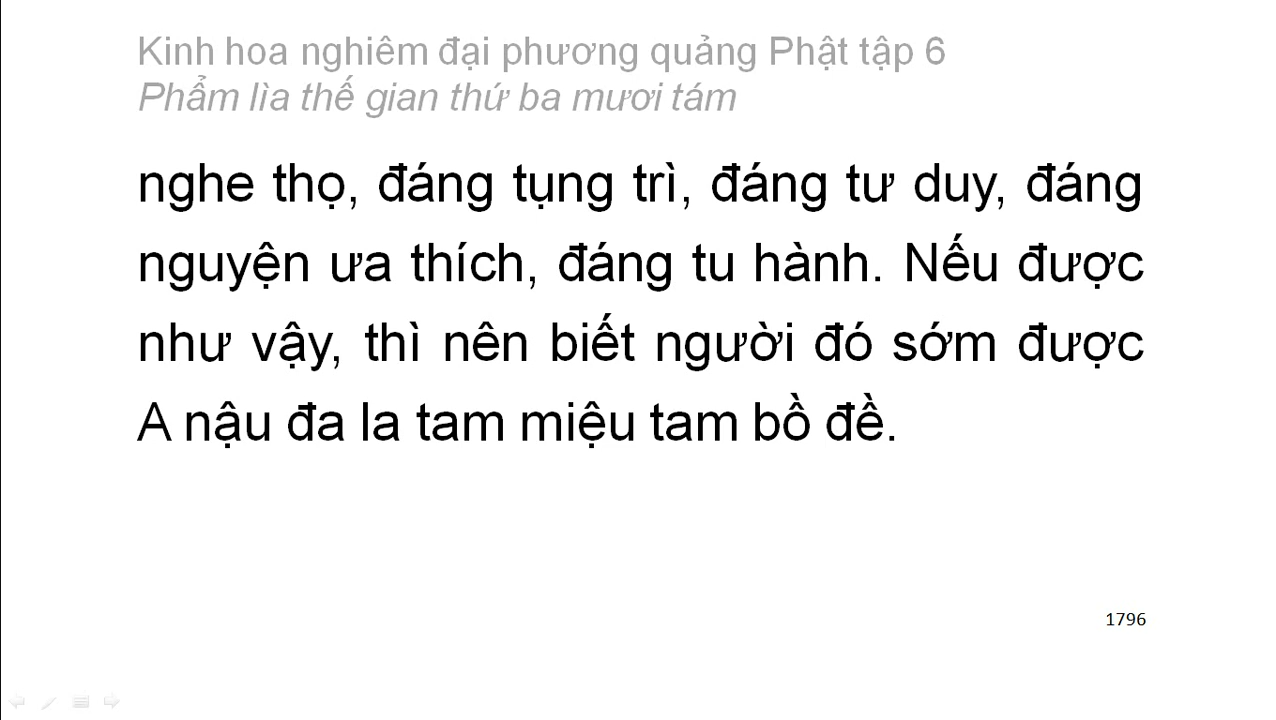 Kinh hoa nghiêm đại phương quảng Phật tập 6
Phẩm lìa thế gian thứ ba mươi tám
nghe thọ, đáng tụng trì, đáng tư duy, đáng
nguyện ưa thích, đáng tu hành. Nếu được
như vậy, thì nên biết người đó sớm được
A nậu đa la tam miệu tam bồ đề.
1796